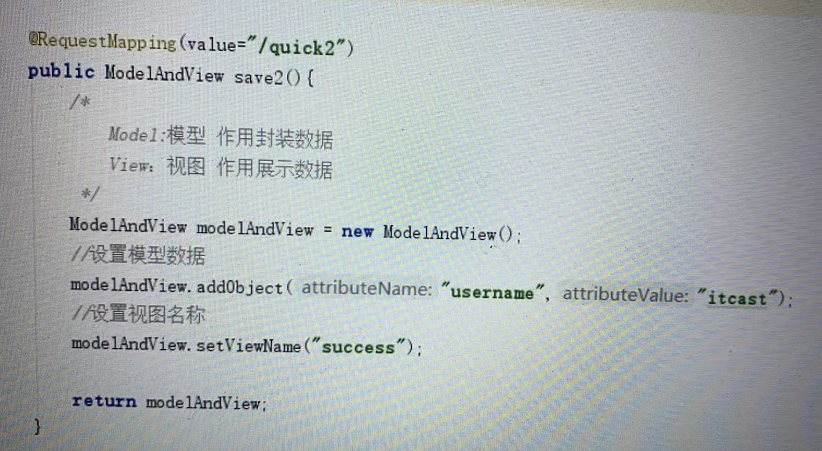 @RequestMapping(value="/quick2")
public ModelAndView save2(){
/*
Model:模型 作用封装数据
View：视图 作用展示数据
*/
ModelAndView modelAndView = new ModelAndView();
//设置模型数据
modelAndView.addObject( attributeName: "username", attributeValue: "itcast");
//设置视图名称
modelAndView.setViewName("success");
return modelAndView;
}